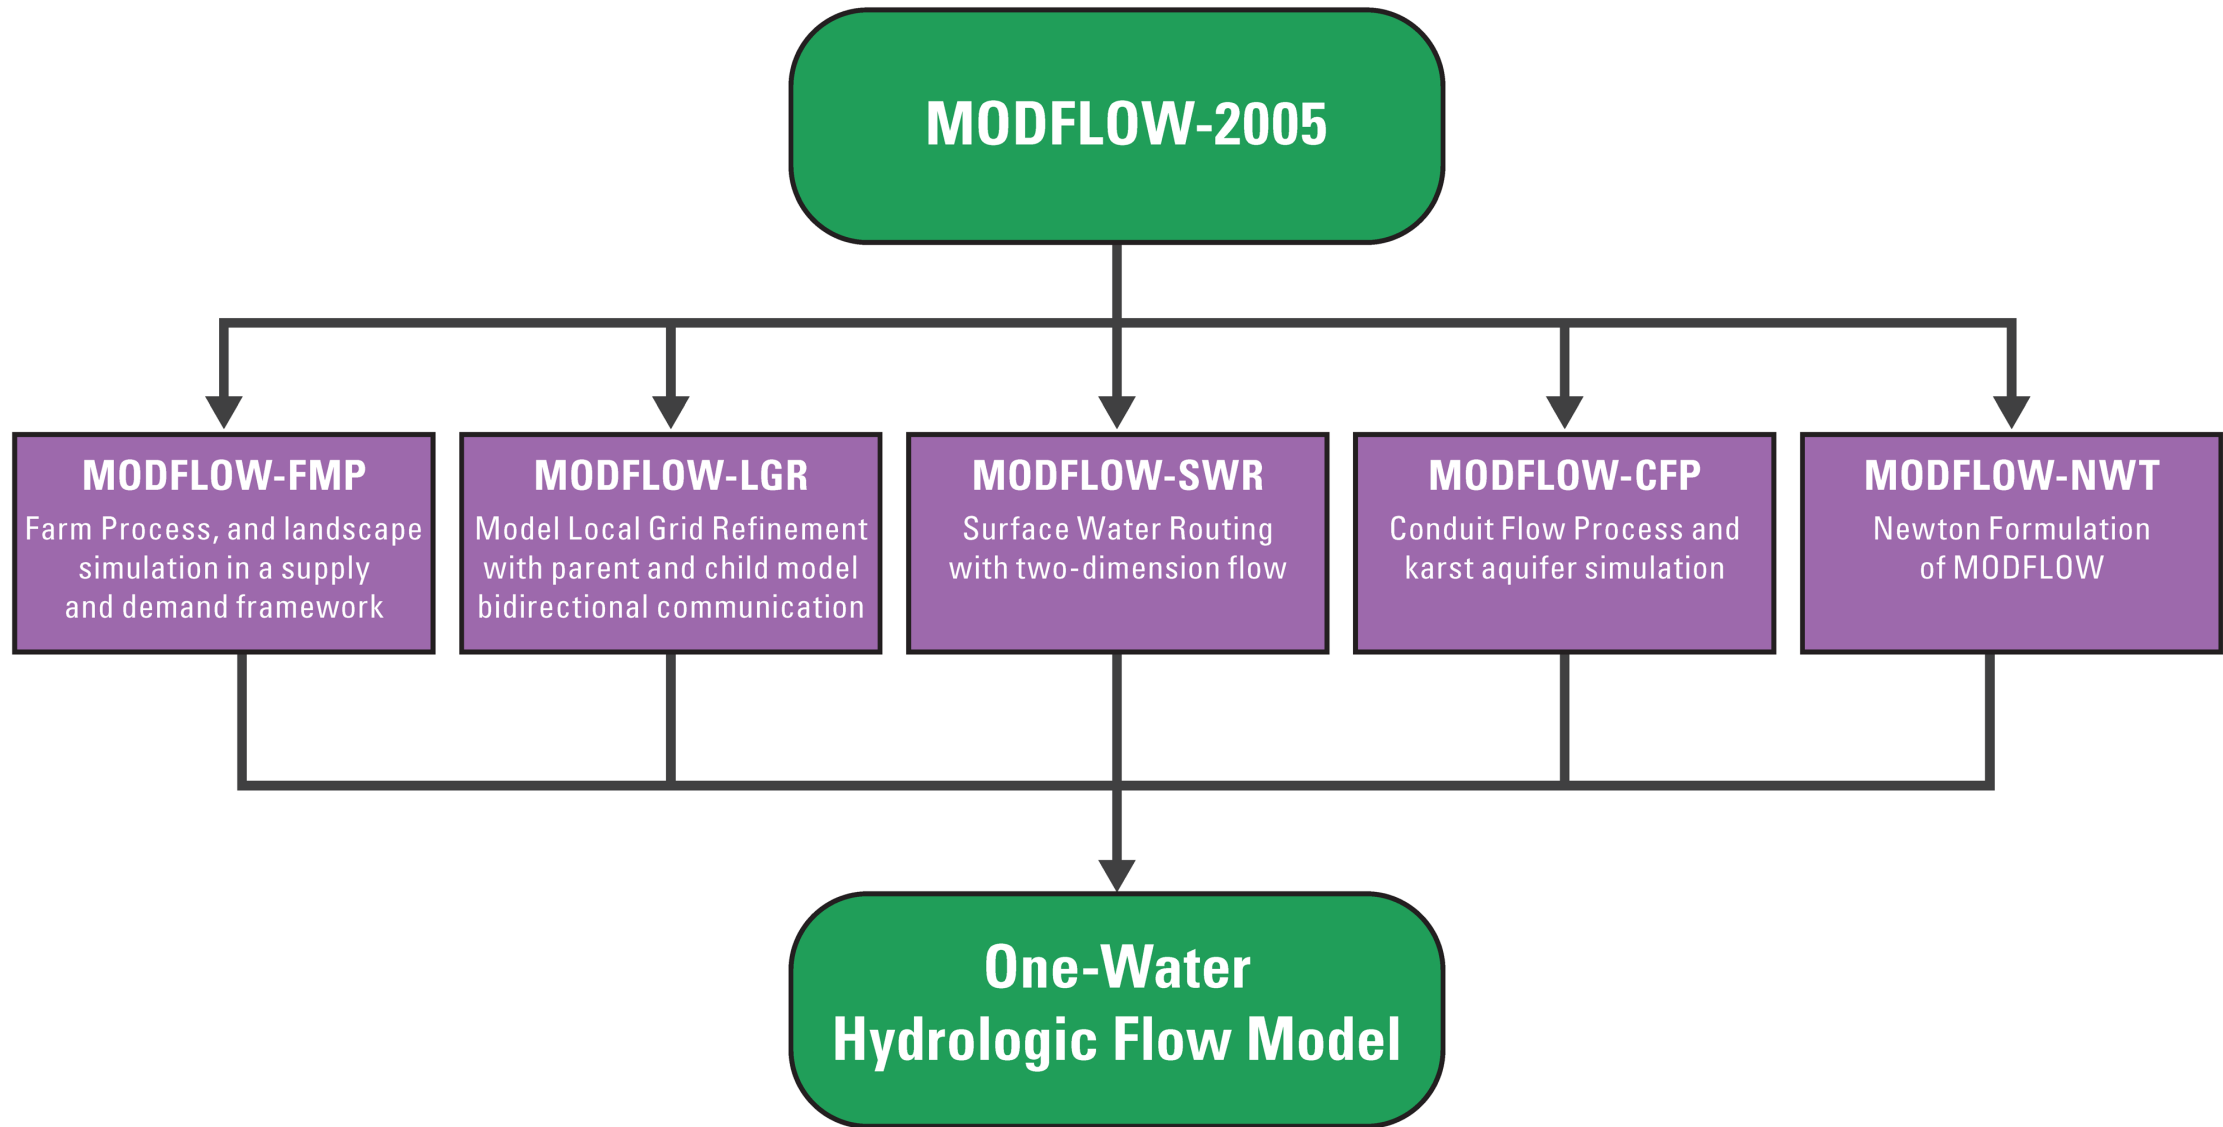 MODFLOW-2005
MODFLOW-FMP
Farm Process, and landscape
simulation in a supply
and demand framework
MODFLOW-LGR
Model Local Grid Refinement
with parent and child model
bidirectional communication
MODFLOW-SWR
Surface Water Routing
with two-dimension flow
MODFLOW-CFP
Conduit Flow Process and
karst aquifer simulation
MODFLOW-NWT
Newton Formulation
of MODFLOW
One-Water
Hydrologic Flow Model